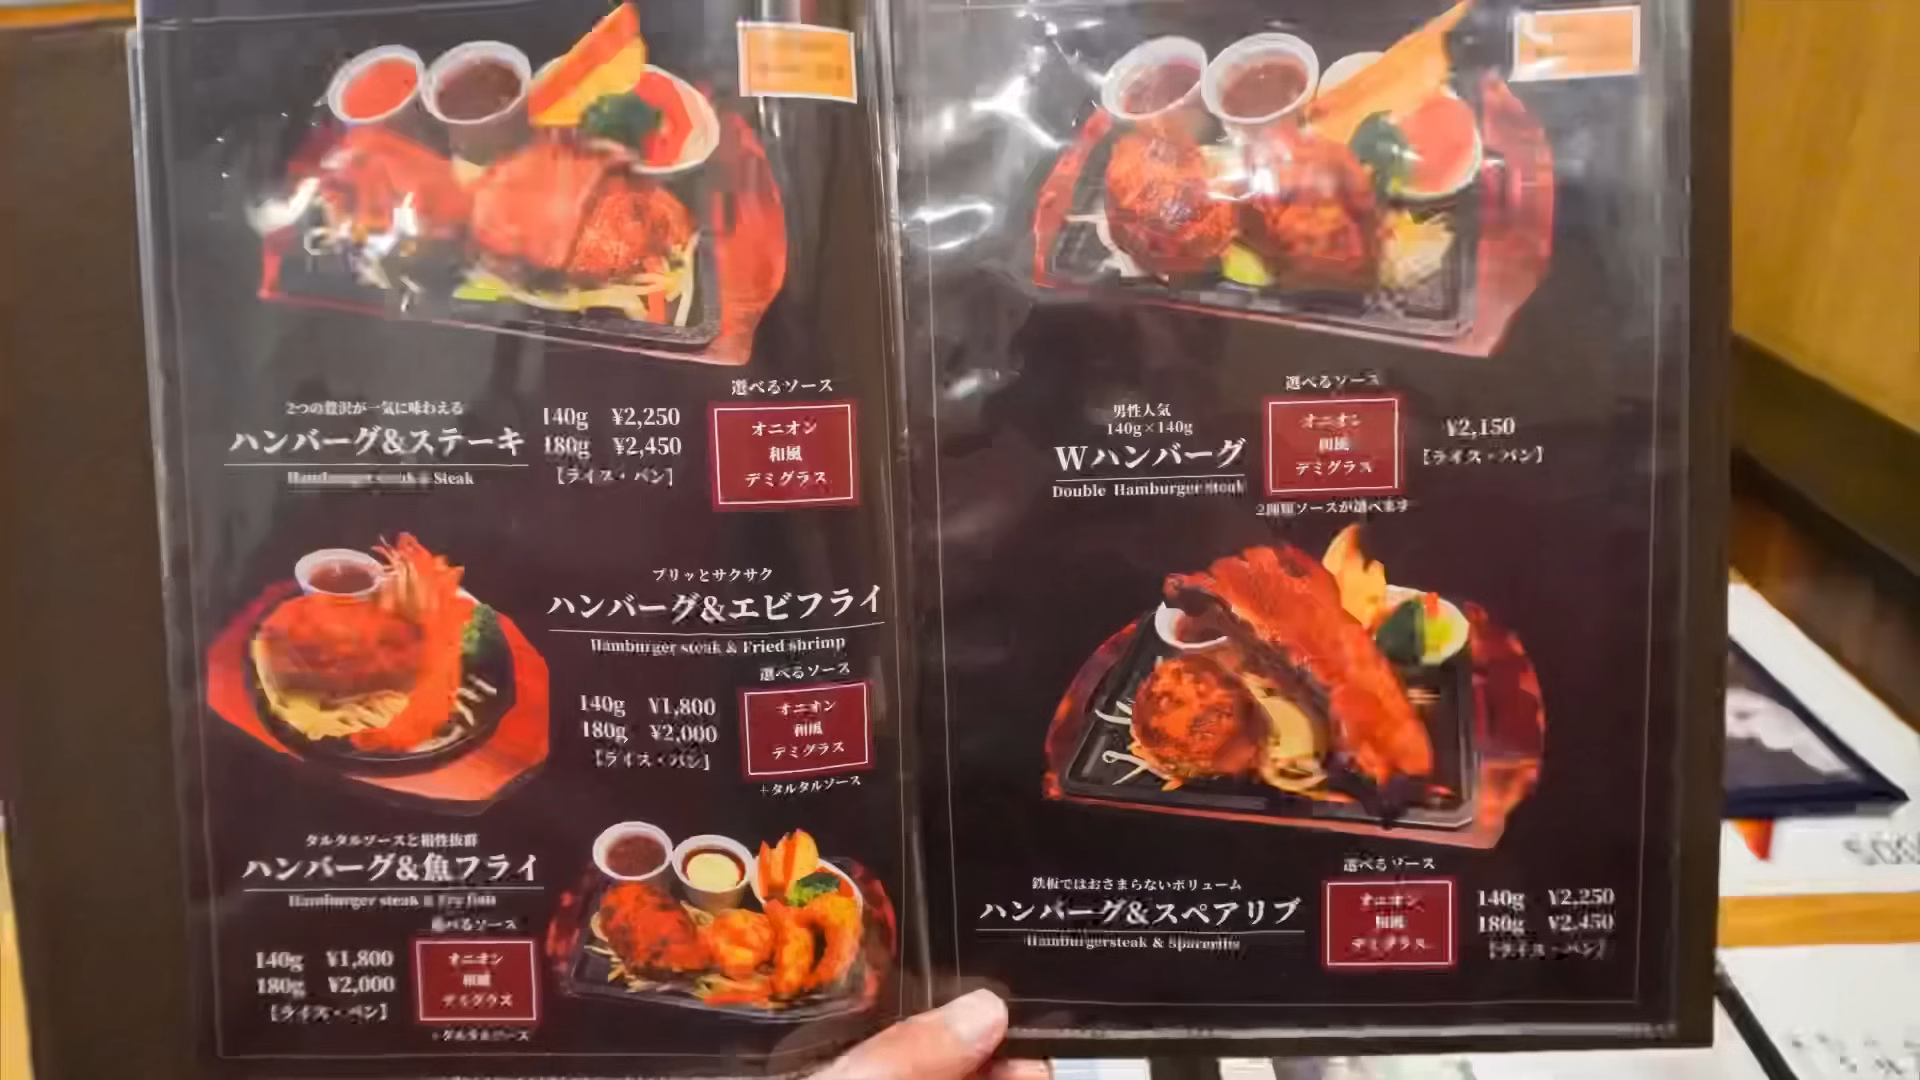 2つの贅沢が一気に味わえる
ハンバーグ&ステーキ
Hamburger steak & Steak
140g ¥2,250
180g ¥2,450
【ライス・パン】
選べるソース
オニオン
和風
デミグラス
プリッとサクサク
ハンバーグ&エビフライ
Hamburger steak & Fried shrimp
140g ¥1,800
180g ¥2,000
【ライス・パン】
選べるソース
オニオン
和風
デミグラス
+タルタルソース
タルタルソースと相性抜群
ハンバーグ&魚フライ
Hamburger steak &
140g ¥1,800
180g ¥2,000
【ライス・パン】
選べるソース
オニオン
和風
デミグラス
+タルタルソース
男性人気
140g×140g
Wハンバーグ
Double Hamburger steak
選べるソース
オニオン
和風
デミグラス
2種類ソースが選べます
¥2,150
【ライス・パン】
鉄板ではおさまらないボリューム
ハンバーグ&スペアリブ
Hamburgersteak & Spareribs
選べるソース
オニオン
和風
デミグラス
140g ¥2,250
180g ¥2,450
【ライス・パン】